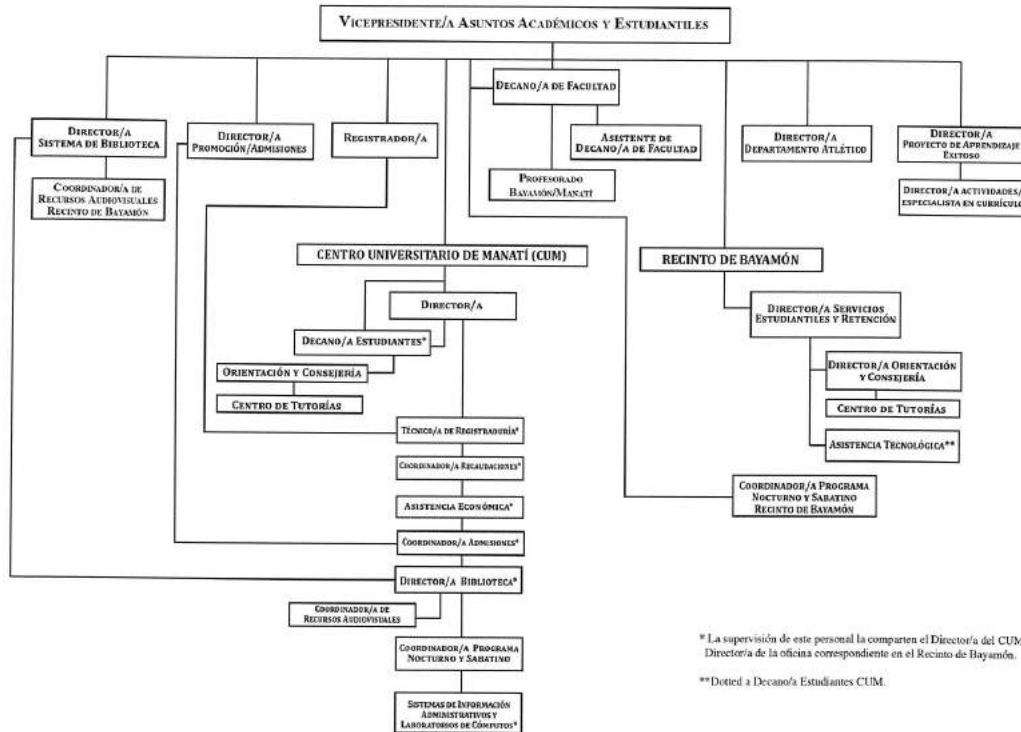 VICEPRESIDENTE/A ASUNTOS ACADÉMICOS Y ESTUDIANTILES
DECANO/A DE FACULTAD
DIRECTOR/A
SISTEMA DE BIBLIOTECA
DIRECTOR/A
PROMOCIÓN/ADMISIONES
REGISTRADOR/A
ASISTENTE DE
DECANO/A DE FACULTAD
DIRECTOR/A
DEPARTAMENTO ATLÉTICO
DIRECTOR/A
PROYECTO DE APRENDIZAJE
EXITOSO
COORDINADOR/A DE
RECURSOS AUDIOVISUALES
RECINTO DE BAYAMÓN
PROFESORADO
BAYAMÓN/MANATÍ
DIRECTOR/A ACTIVIDADES/
ESPECIALISTA EN CURRÍCULO
CENTRO UNIVERSITARIO DE MANATÍ (CUM)
RECINTO DE BAYAMÓN
DIRECTOR/A
DIRECTOR/A SERVICIOS
ESTUDIANTILES Y RETENCIÓN
DECANO/A ESTUDIANTES*
ORIENTACIÓN Y CONSEJERÍA
CENTRO DE TUTORÍAS
DIRECTOR/A ORIENTACIÓN
Y CONSEJERÍA
CENTRO DE TUTORÍAS
TÉCNICO/A DE REGISTRADURÍA*
ASISTENCIA TECNOLÓGICA**
COORDINADOR/A RECAUDACIONES*
COORDINADOR/A PROGRAMA
NOCTURNO Y SABATINO
RECINTO DE BAYAMÓN
ASISTENCIA ECONÓMICA*
COORDINADOR/A ADMISIONES*
DIRECTOR/A BIBLIOTECA*
COORDINADOR/A DE
RECURSOS AUDIOVISUALES
COORDINADOR/A PROGRAMA
NOCTURNO Y SABATINO
SISTEMAS DE INFORMACIÓN
ADMINISTRATIVOS Y
LABORATORIOS DE CÓMPUTOS*
* La supervisión de este personal la comparten el Director/a del CUM
Director/a de la oficina correspondiente en el Recinto de Bayamón.
**Dotted a Decano/a Estudiantes CUM.